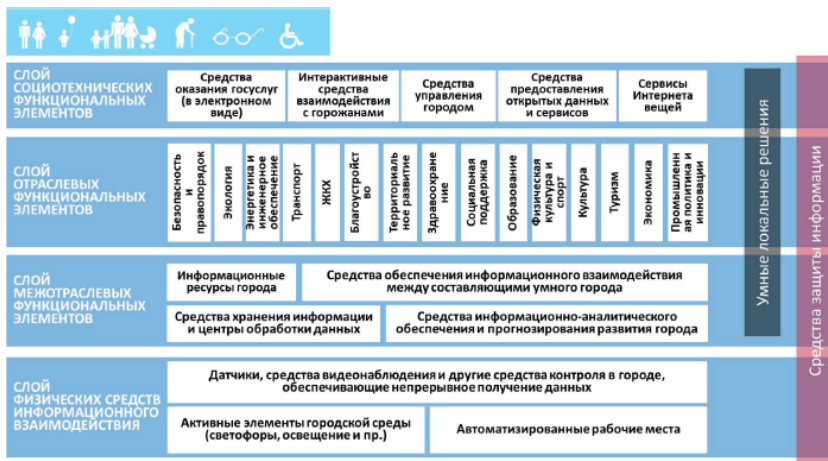 СЛОЙ
СОЦИОТЕХНИЧЕСКИХ
ФУНКЦИОНАЛЬНЫХ
ЭЛЕМЕНТОВ
Средства
оказания госуслуг
(в электронном
виде)
Интерактивные
средства
взаимодействия
с горожанами
Средства
управления
городом
Средства
предоставления
открытых данных
и сервисов
Сервисы
Интернета
вещей
СЛОЙ
ОТРАСЛЕВЫХ
ФУНКЦИОНАЛЬНЫХ
ЭЛЕМЕНТОВ
Безопасность
и
правопорядок
Экология
Энергетика и
инженерное
обеспечение
Транспорт
ЖКХ
Благоустройст
во
Территориаль
ное развитие
Здравоохране
ние
Социальная
поддержка
Образование
Физическая
культура и
спорт
Культура
Туризм
Экономика
Промышленн
ая политика и
инновации
СЛОЙ
МЕЖОТРАСЛЕВЫХ
ФУНКЦИОНАЛЬНЫХ
ЭЛЕМЕНТОВ
Информационные
ресурсы города
Средства обеспечения информационного взаимодействия
между составляющими умного города
Средства хранения информации
и центры обработки данных
Средства информационно-аналитического
обеспечения и прогнозирования развития города
СЛОЙ
ФИЗИЧЕСКИХ СРЕДСТВ
ИНФОРМАЦИОННОГО
ВЗАИМОДЕЙСТВИЯ
Датчики, средства видеонаблюдения и другие средства контроля в городе,
обеспечивающие непрерывное получение данных
Активные элементы городской среды
(светофоры, освещение и пр.)
Автоматизированные рабочие места
Умные локальные решения
Средства защиты информации